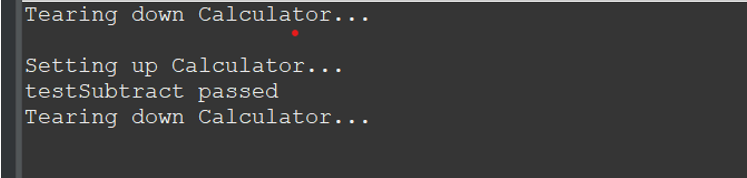 Tearing down Calculator...
Setting up Calculator...
testSubtract passed
Tearing down Calculator...